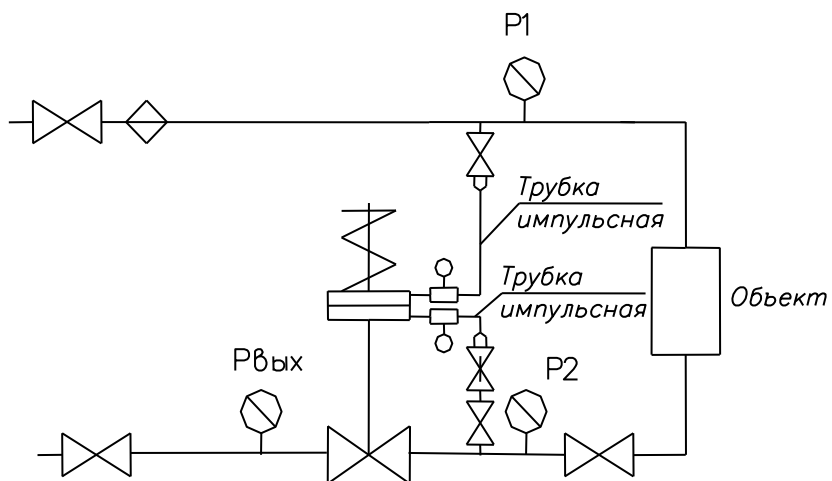 P1
Трубка
импульсная
Трубка
импульсная
Обьект
Pвых
P2